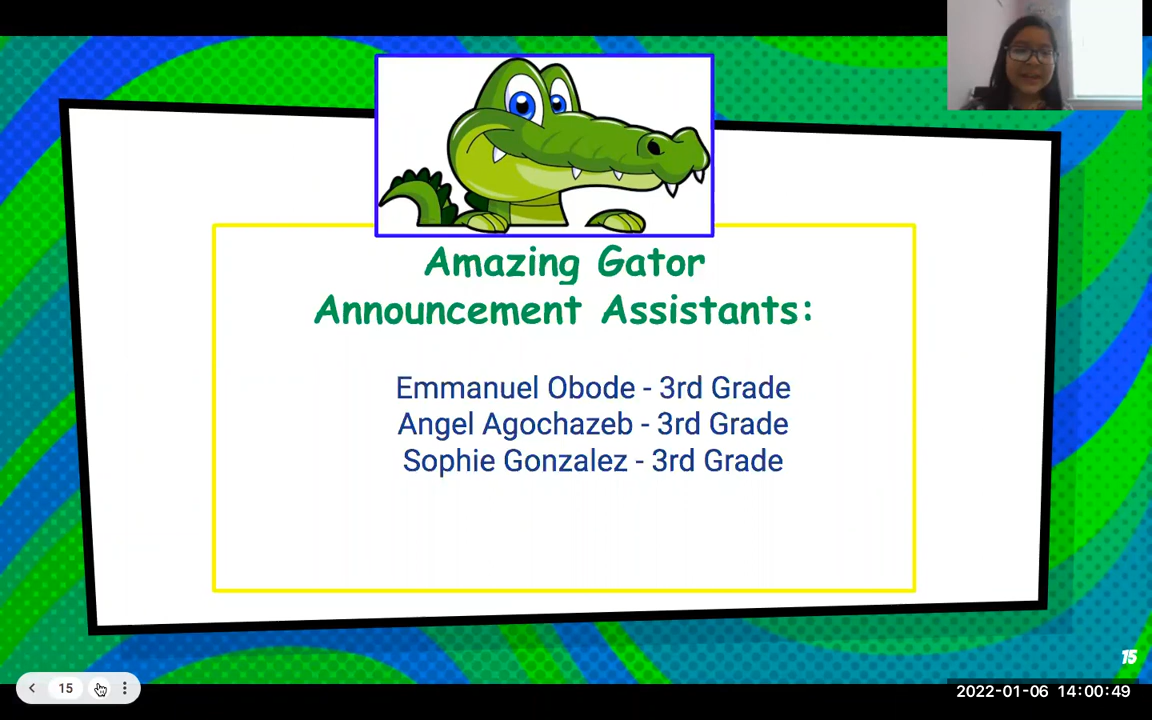 Amazing Gator
Announcement Assistants:
Emmanuel Obode - 3rd Grade
Angel Agochazeb - 3rd Grade
Sophie Gonzalez - 3rd Grade
15
15
2022-01-06 14:00:49